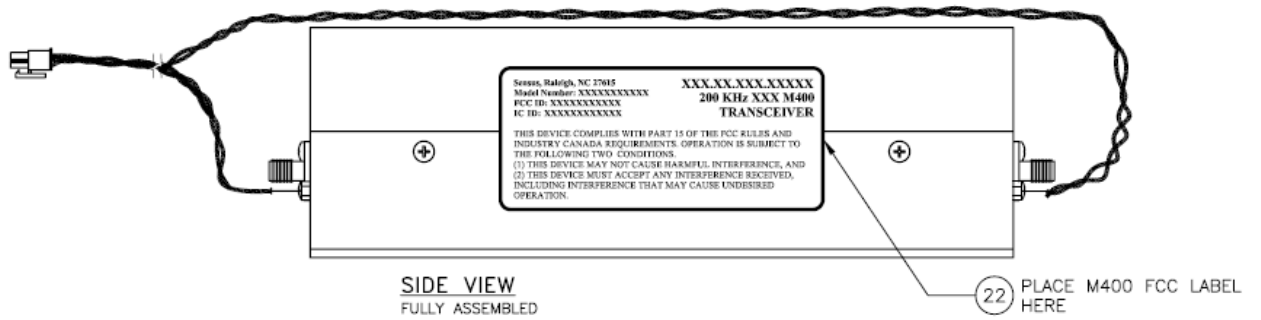 Sensus, Raleigh, NC 27615
Model Number: XXXXXXXXXXX
FCC ID: XXXXXXXXXXX
IC ID: XXXXXXXXXXXX
XXX.XX.XXX.XXXXX
200 KHz XXX M400
TRANSCEIVER
THIS DEVICE COMPLIES WITH PART 15 OF THE FCC RULES AND
INDUSTRY CANADA REQUIREMENTS. OPERATION IS SUBJECT TO
THE FOLLOWING TWO CONDITIONS.
(1) THIS DEVICE MAY NOT CAUSE HARMFUL INTERFERENCE, AND
(2) THIS DEVICE MUST ACCEPT ANY INTERFERENCE RECEIVED,
INCLUDING INTERFERENCE THAT MAY CAUSE UNDESIRED
OPERATION.
SIDE VIEW
FULLY ASSEMBLED
22
PLACE M400 FCC LABEL
HERE